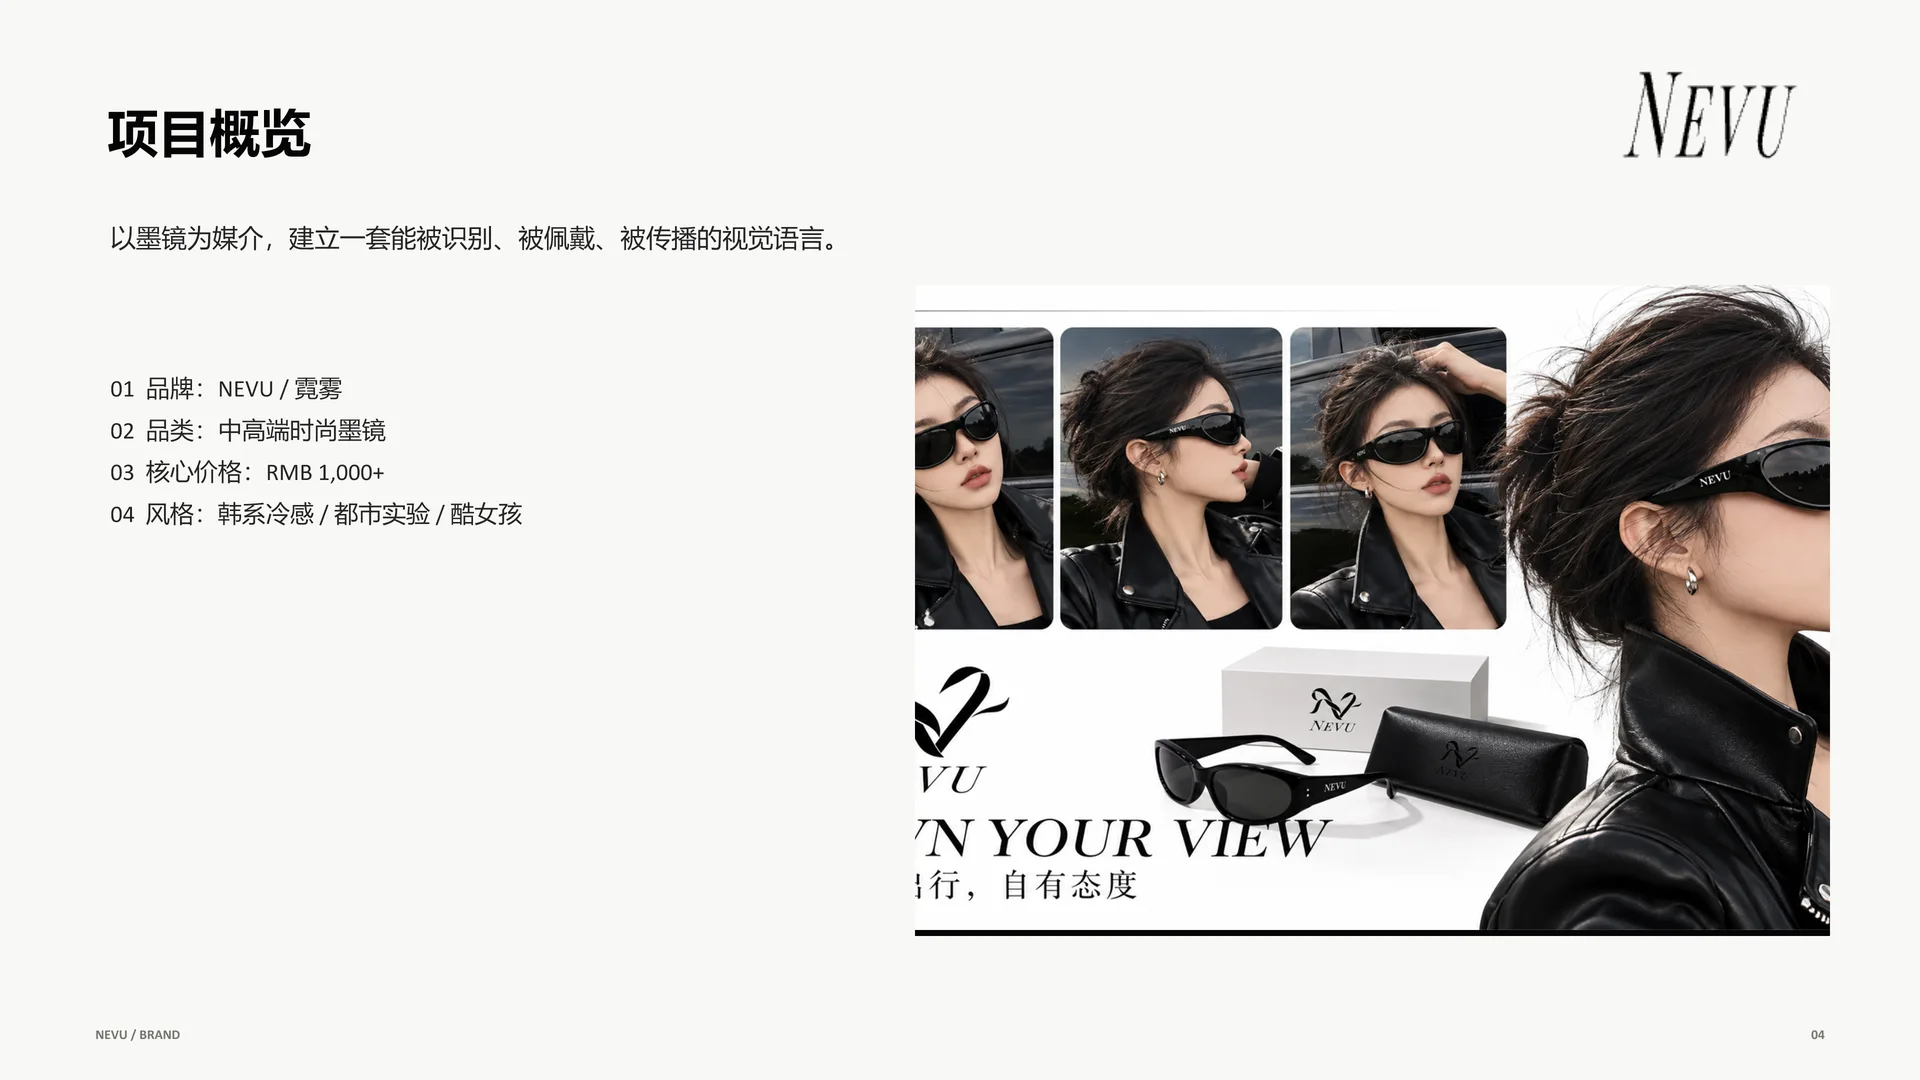 项目概览
NEVU
以墨镜为媒介，建立一套能被识别、被佩戴、被传播的视觉语言。
01 品牌：NEVU / 霓雾
02 品类：中高端时尚墨镜
03 核心价格：RMB 1,000+
04 风格：韩系冷感 / 都市实验 / 酷女孩
NEVU
NEVU
NEVU
NEVU
NEVU
VU
NEVU
YOUR VIEW
行，自有态度
NEVU / BRAND
04